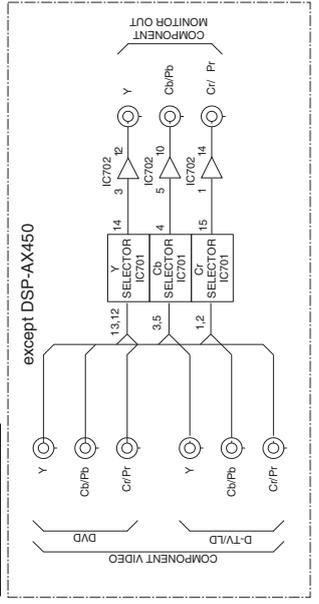 except DSP-AX450
COMPONENT VIDEO
DVD
Y
Cb/Pb
Cr/Pr
D-TV/LD
Y
Cb/Pb
Cr/Pr
13,12
Y
SELECTOR
IC701
14
3,5
Cb
SELECTOR
IC701
4
1,2
Cr
SELECTOR
IC701
15
IC702
3
12
Y
IC702
5
10
Cb/Pb
IC702
1
14
Cr/ Pr
COMPONENT
MONITOR OUT